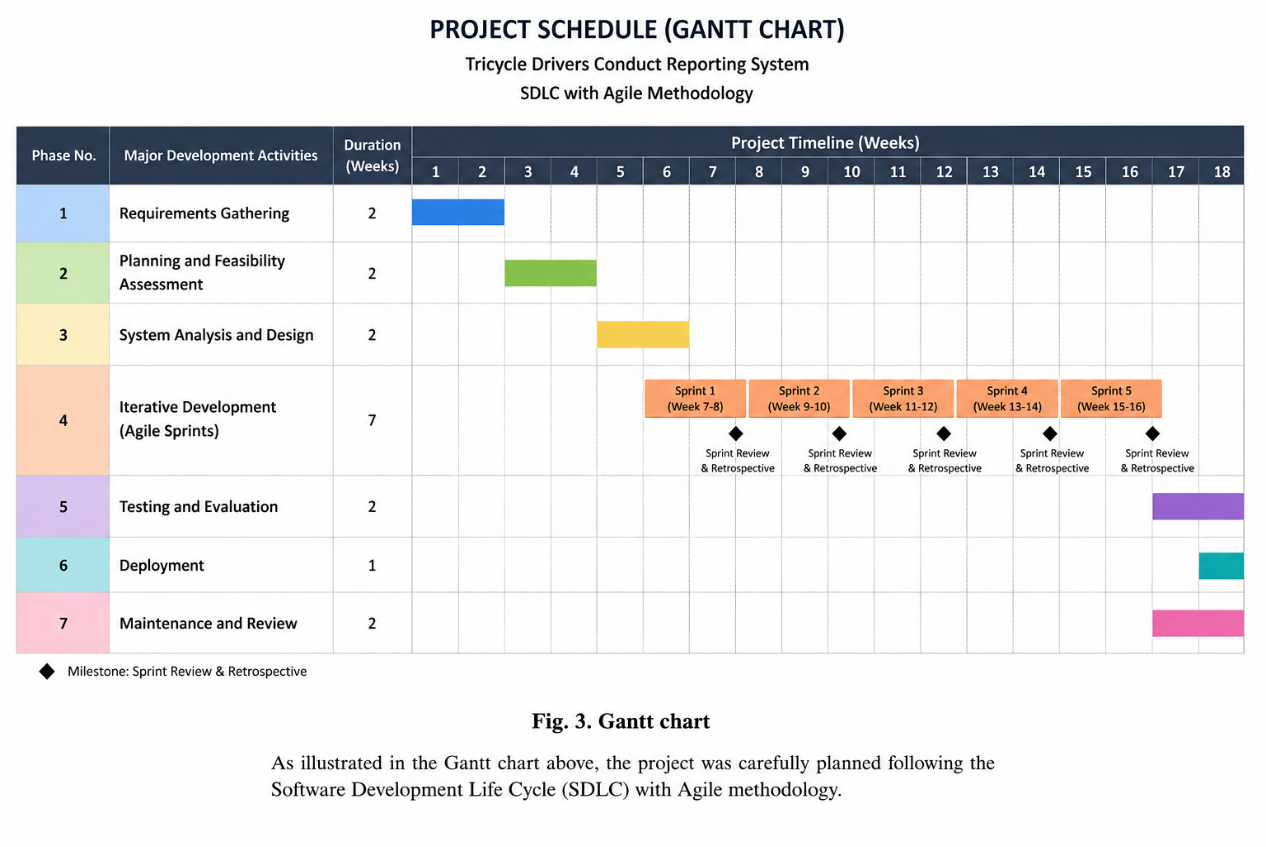 PROJECT SCHEDULE (GANTT CHART)
Tricycle Drivers Conduct Reporting System
SDLC with Agile Methodology
Phase No.
Major Development Activities
Duration
(Weeks)
Project Timeline (Weeks)
1 2 3 4 5 6 7 8 9 10 11 12 13 14 15 16 17 18
1 Requirements Gathering 2
2
Planning and Feasibility
Assessment
2
3 System Analysis and Design 2
4
Iterative Development
(Agile Sprints)
7
Sprint 1
(Week 7-8)
Sprint 2
(Week 9-10)
Sprint 3
(Week 11-12)
Sprint 4
(Week 13-14)
Sprint 5
(Week 15-16)
Sprint Review
& Retrospective
Sprint Review
& Retrospective
Sprint Review
& Retrospective
Sprint Review
& Retrospective
Sprint Review
& Retrospective
5 Testing and Evaluation 2
6 Deployment 1
7 Maintenance and Review 2
Milestone: Sprint Review & Retrospective
Fig. 3. Gantt chart
As illustrated in the Gantt chart above, the project was carefully planned following the
Software Development Life Cycle (SDLC) with Agile methodology.